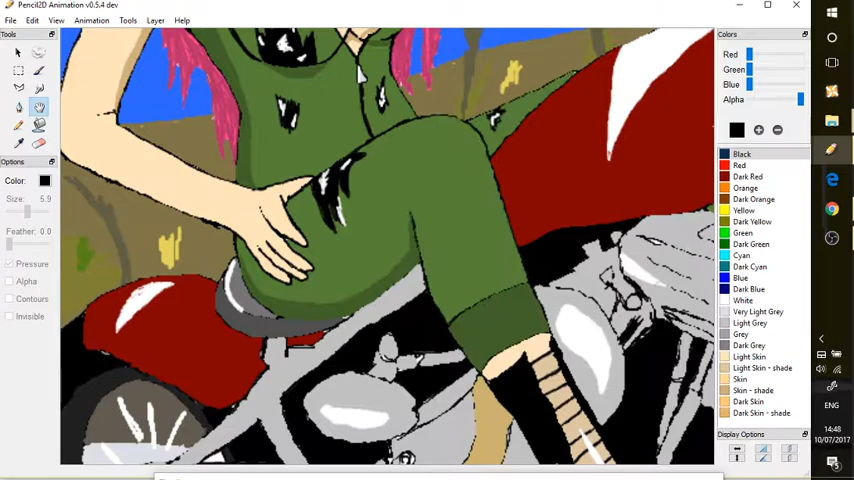 Pencil2D Animation v0.5.4 dev
File Edit View Animation Tools Layer Help
Tools
Options
Color:
Size: 5.9
Feather: 0.0
Pressure
Alpha
Contours
Invisible
Colors
Red
Green
Blue
Alpha
Black
Red
Dark Red
Orange
Dark Orange
Yellow
Dark Yellow
Green
Dark Green
Cyan
Dark Cyan
Blue
Dark Blue
White
Very Light Grey
Light Grey
Grey
Dark Grey
Light Skin
Light Skin - shade
Skin
Skin - shade
Dark Skin
Dark Skin - shade
Display Options
ENG
14:48
10/07/2017